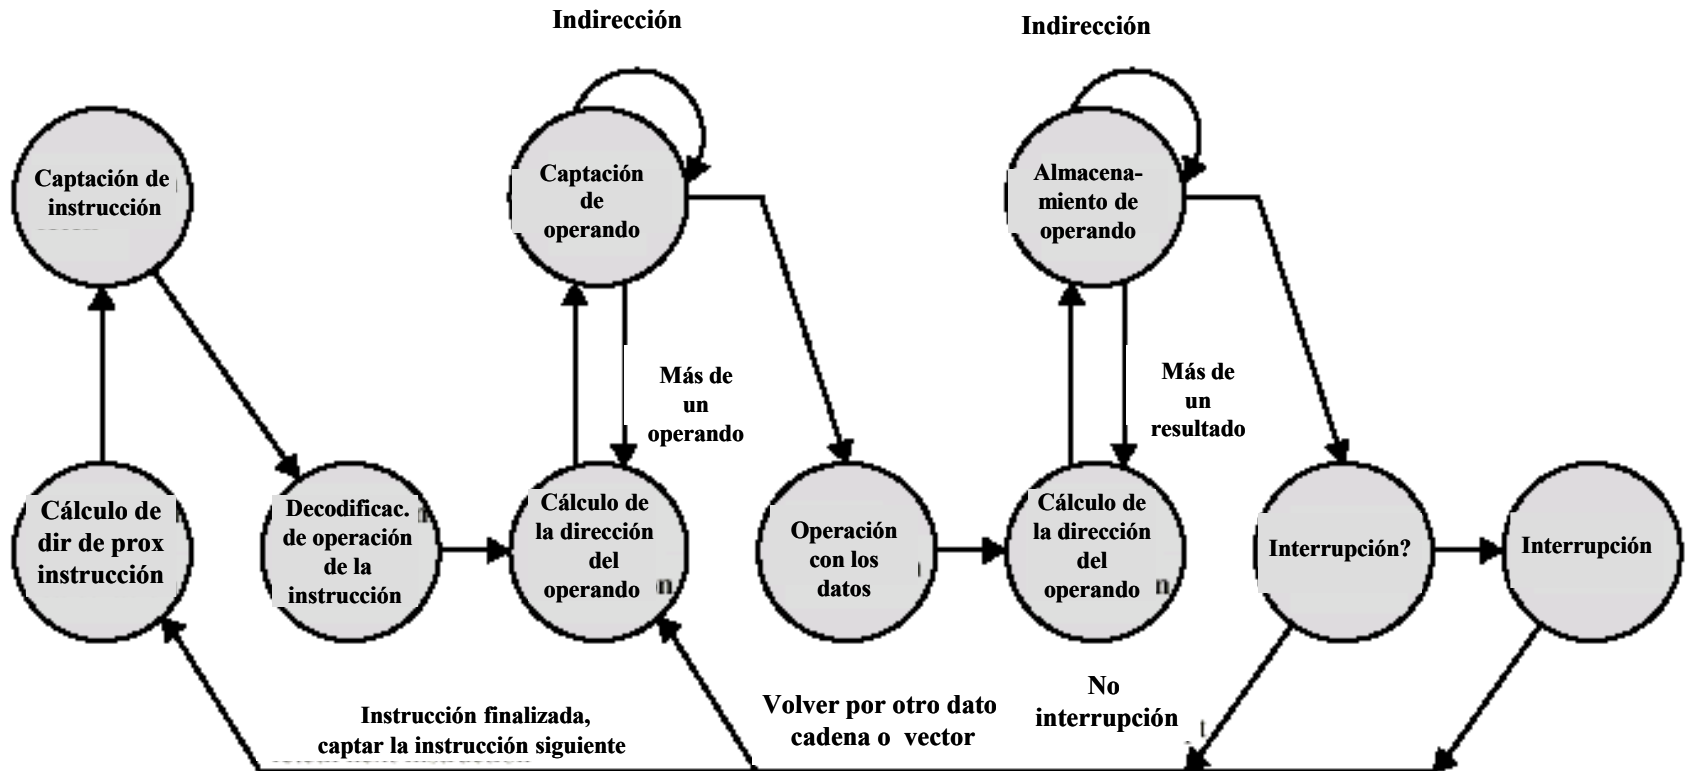 Indirección
Indirección
Captación de
instrucción
Captación
de
operando
Almacena-
miento de
operando
Más de
un
operando
Más de
un
resultado
Cálculo de
dir de prox
instrucción
Decodificac.
de operación
de la
instrucción
Cálculo de
la dirección
del
operando
Operación
con los
datos
Cálculo de
la dirección
del
operando
Interrupción?
Interrupción
Instrucción finalizada,
captar la instrucción siguiente
Volver por otro dato
cadena o vector
No
interrupción